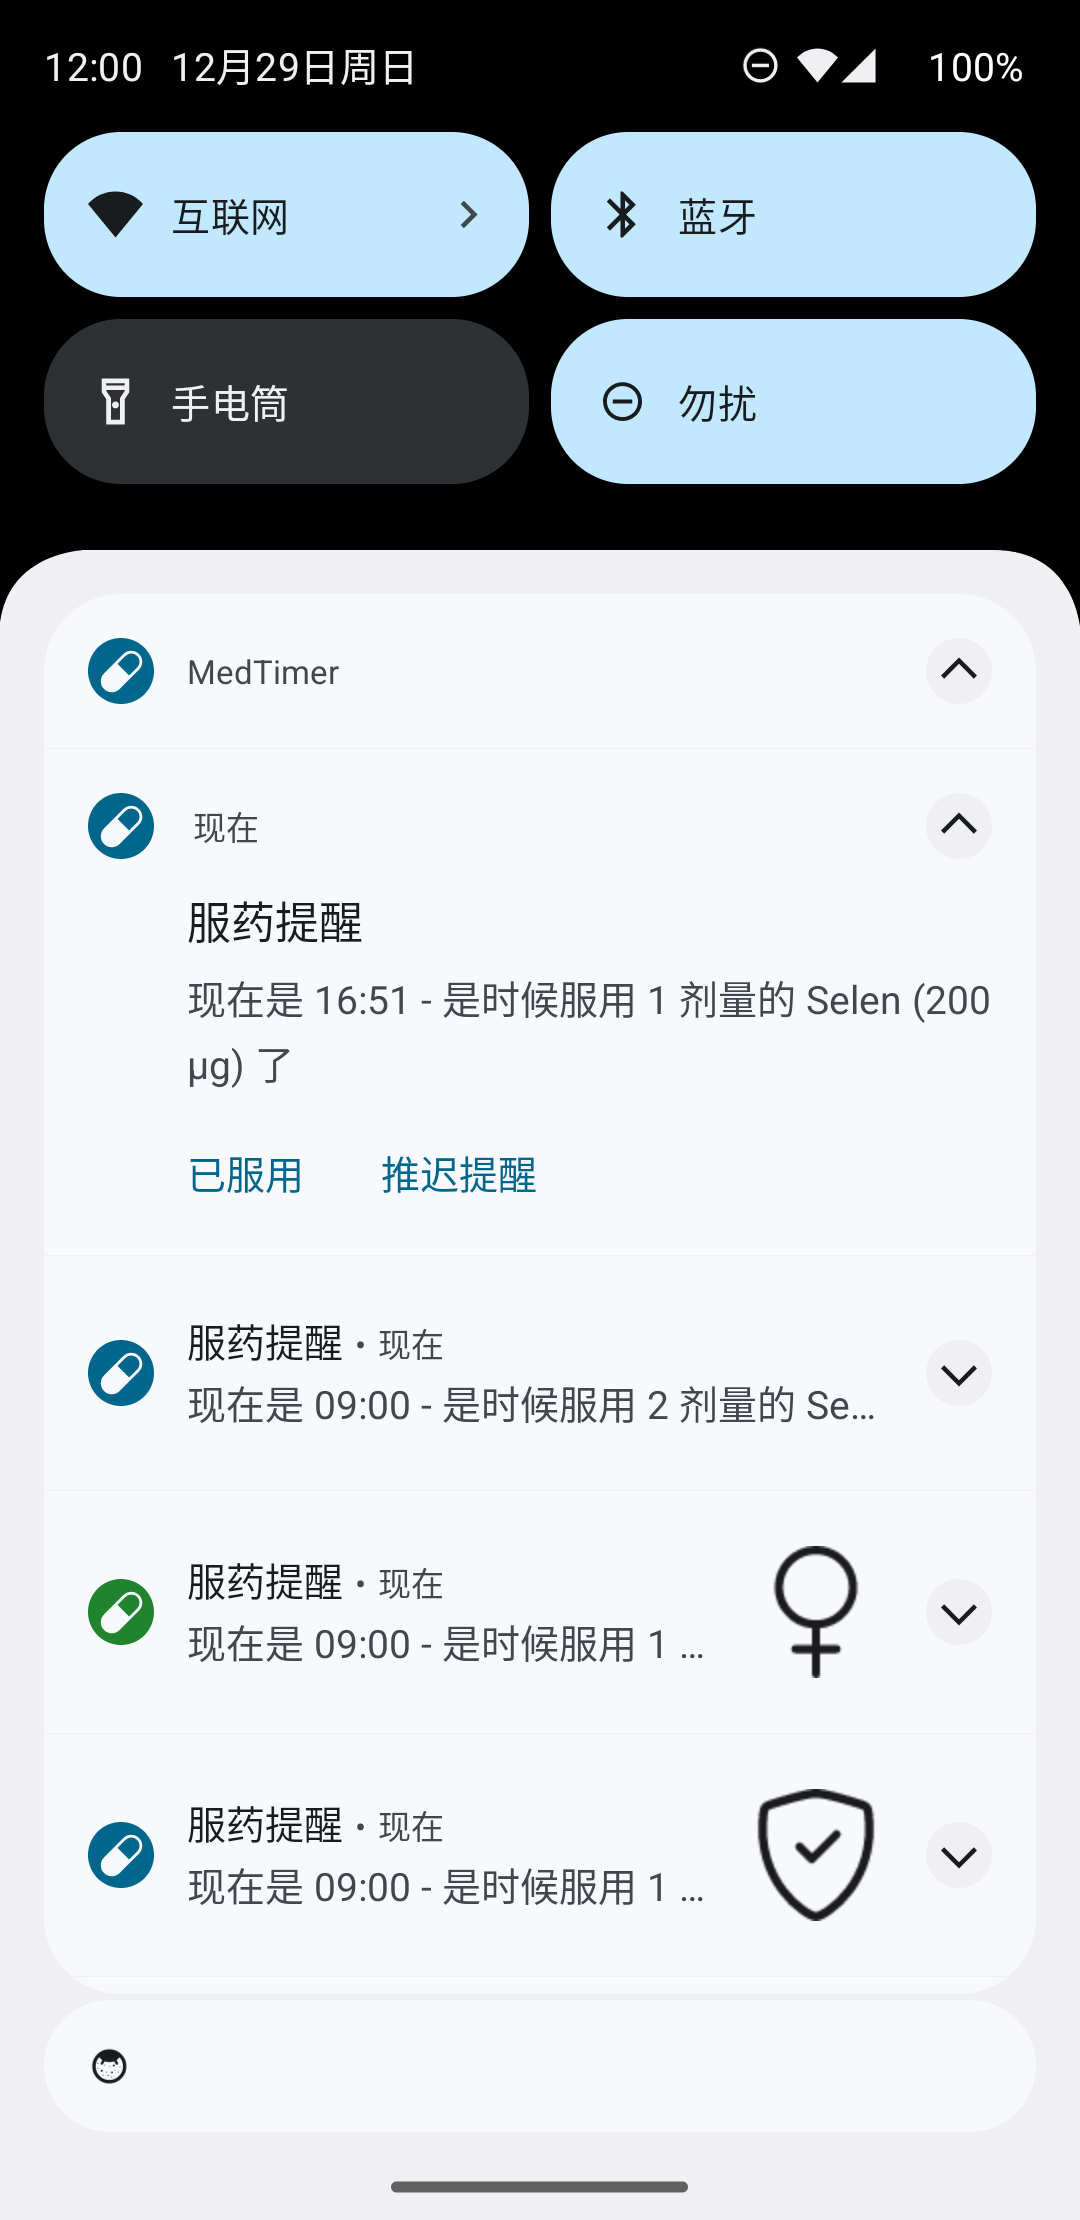 12:00 12月29日周日 100%
互联网
蓝牙
手电筒
勿扰
MedTimer
现在
服药提醒
现在是 16:51 - 是时候服用 1 剂量的 Selen (200
µg) 了
已服用 推迟提醒
服药提醒 · 现在
现在是 09:00 - 是时候服用 2 剂量的 Se…
服药提醒 · 现在
现在是 09:00 - 是时候服用 1 …
服药提醒 · 现在
现在是 09:00 - 是时候服用 1 …